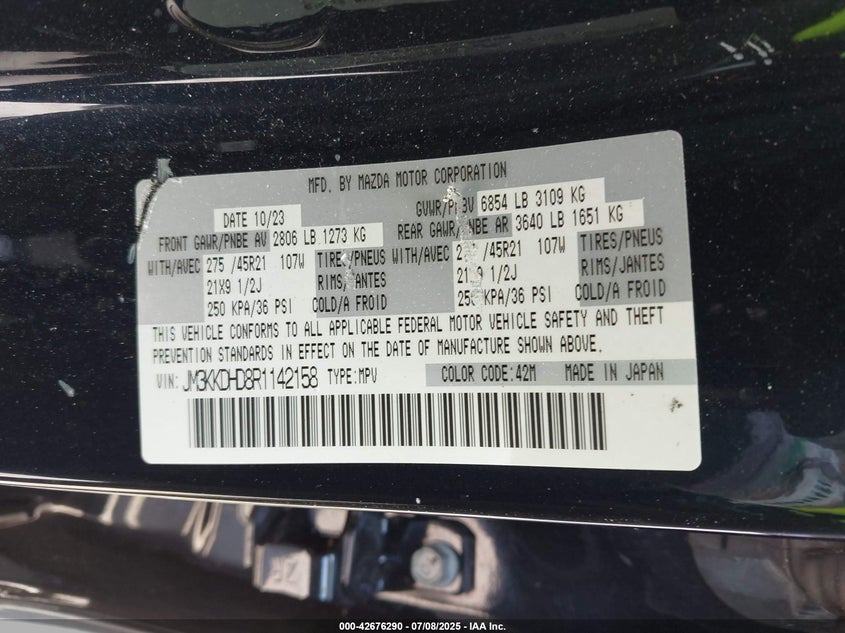 MFD. BY MAZDA MOTOR CORPORATION
DATE 10/23 GVWR/PNBV 6854 LB 3109 KG
FRONT GAWR/PNBE AV 2806 LB 1273 KG REAR GAWR/PNBE AR 3640 LB 1651 KG
WITH/AVEC 275 /45R21 107W TIRES/PNEUS WITH/AVEC /45R21 107W TIRES/PNEUS
21X9 1/2J RIMS/JANTES 21 9 1/2J RIMS/JANTES
250 KPA/36 PSI COLD/A FROID 250 KPA/36 PSI COLD/A FROID
THIS VEHICLE CONFORMS TO ALL APPLICABLE FEDERAL MOTOR VEHICLE SAFETY AND THEFT
PREVENTION STANDARDS IN EFFECT ON THE DATE OF MANUFACTURE SHOWN ABOVE.
VIN: JM3KKDHD8R1142158 TYPE:MPV COLOR CODE:42M MADE IN JAPAN
000-42676290 - 07/08/2025 - IAA Inc.